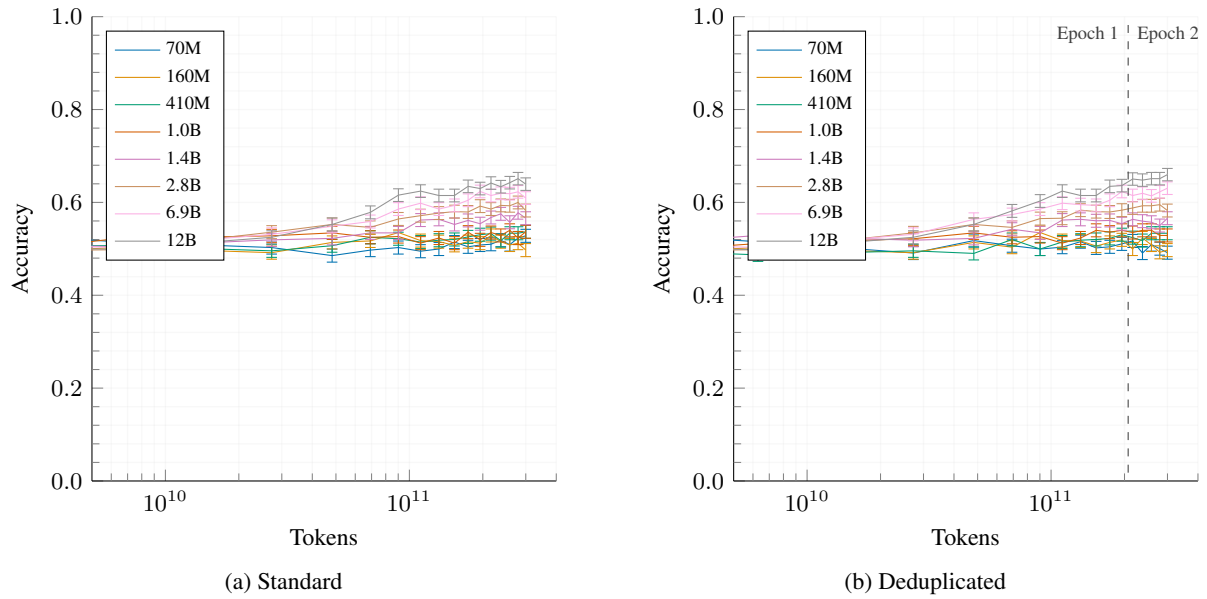 1.0
0.8
0.6
0.4
0.2
0.0
Accuracy
70M
160M
410M
1.0B
1.4B
2.8B
6.9B
12B
10^10
10^11
Tokens
(a) Standard
1.0
0.8
0.6
0.4
0.2
0.0
Accuracy
70M
160M
410M
1.0B
1.4B
2.8B
6.9B
12B
Epoch 1
Epoch 2
10^10
10^11
Tokens
(b) Deduplicated